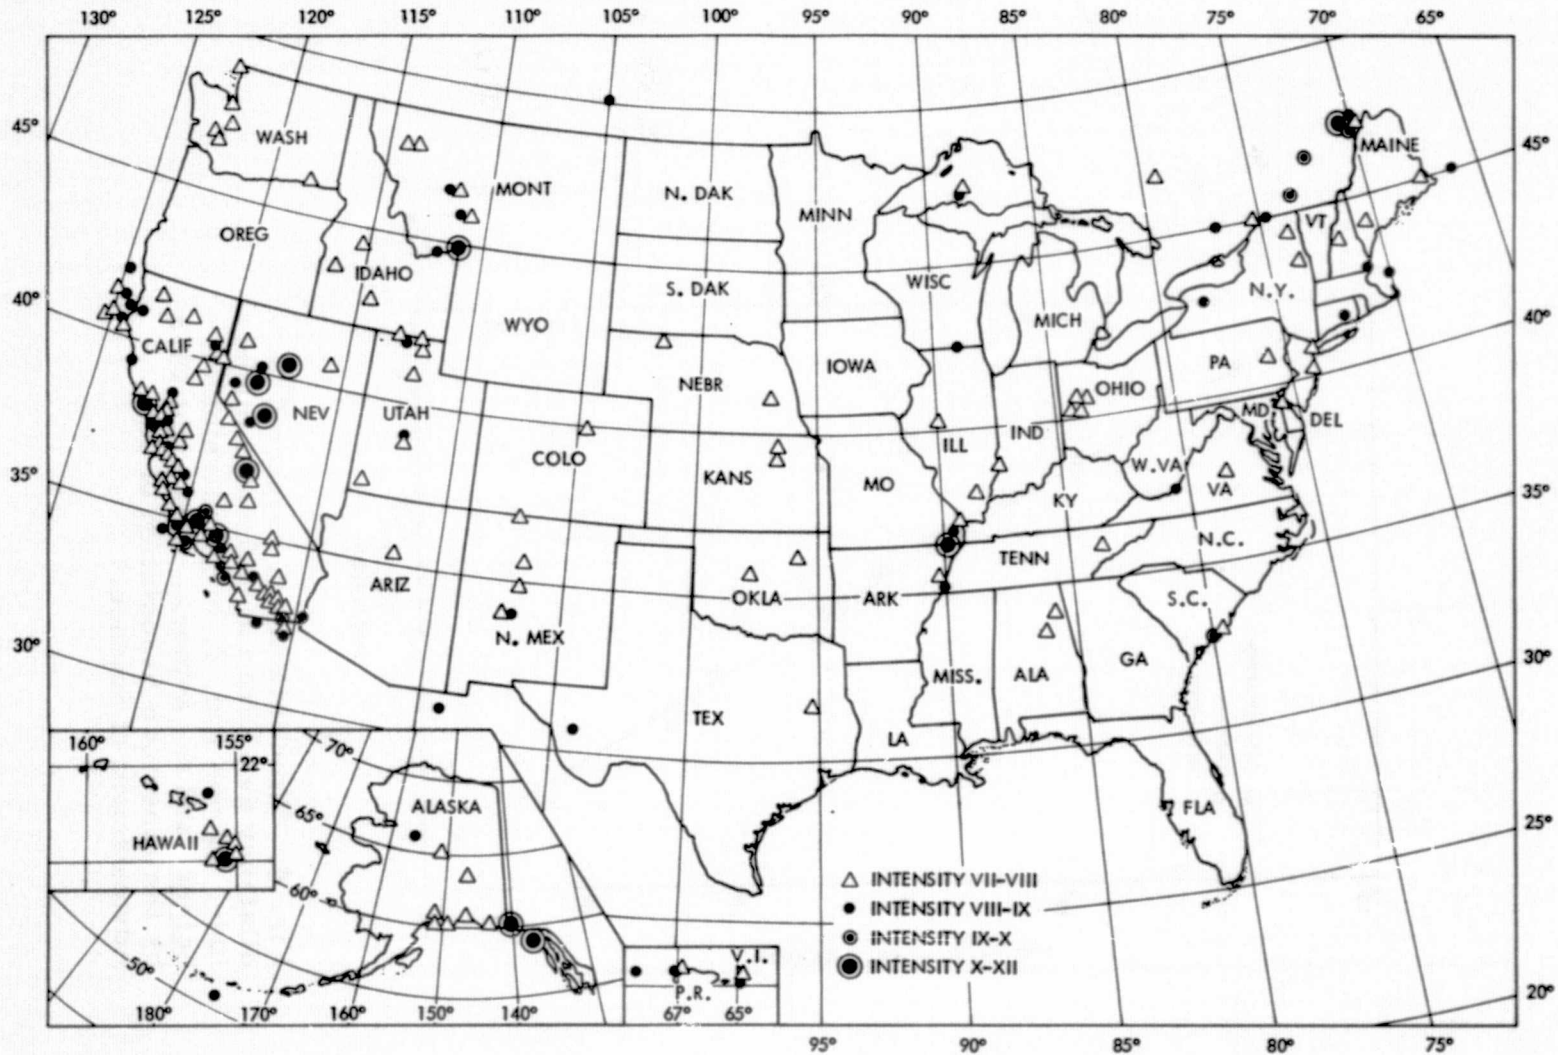 130° 125° 120° 115° 110° 105° 100° 95° 90° 85° 80° 75° 70° 65°
45° 45°
WASH MAINE
MONT N. DAK
MINN VT
OREG
IDAHO WISC
S. DAK N.Y.
40° 40°
WYO MICH
CALIF
IOWA PA
NEBR OHIO
NEV UTAH MD. DEL
IND
ILL
COLO
35° KANS MO W.VA VA 35°
KY
N.C.
TENN
ARIZ OKLA ARK S.C.
30° N. MEX 30°
MISS. ALA GA
TEX
LA
160° 155° 70°
22°
ALASKA FLA
65° 25°
HAWAII
60°
INTENSITY VII-VIII
INTENSITY VIII-IX
INTENSITY IX-X
V.I.
50° INTENSITY X-XII
P.R.
20°
180° 170° 160° 150° 140° 67° 65°
95° 90° 85° 80° 75°